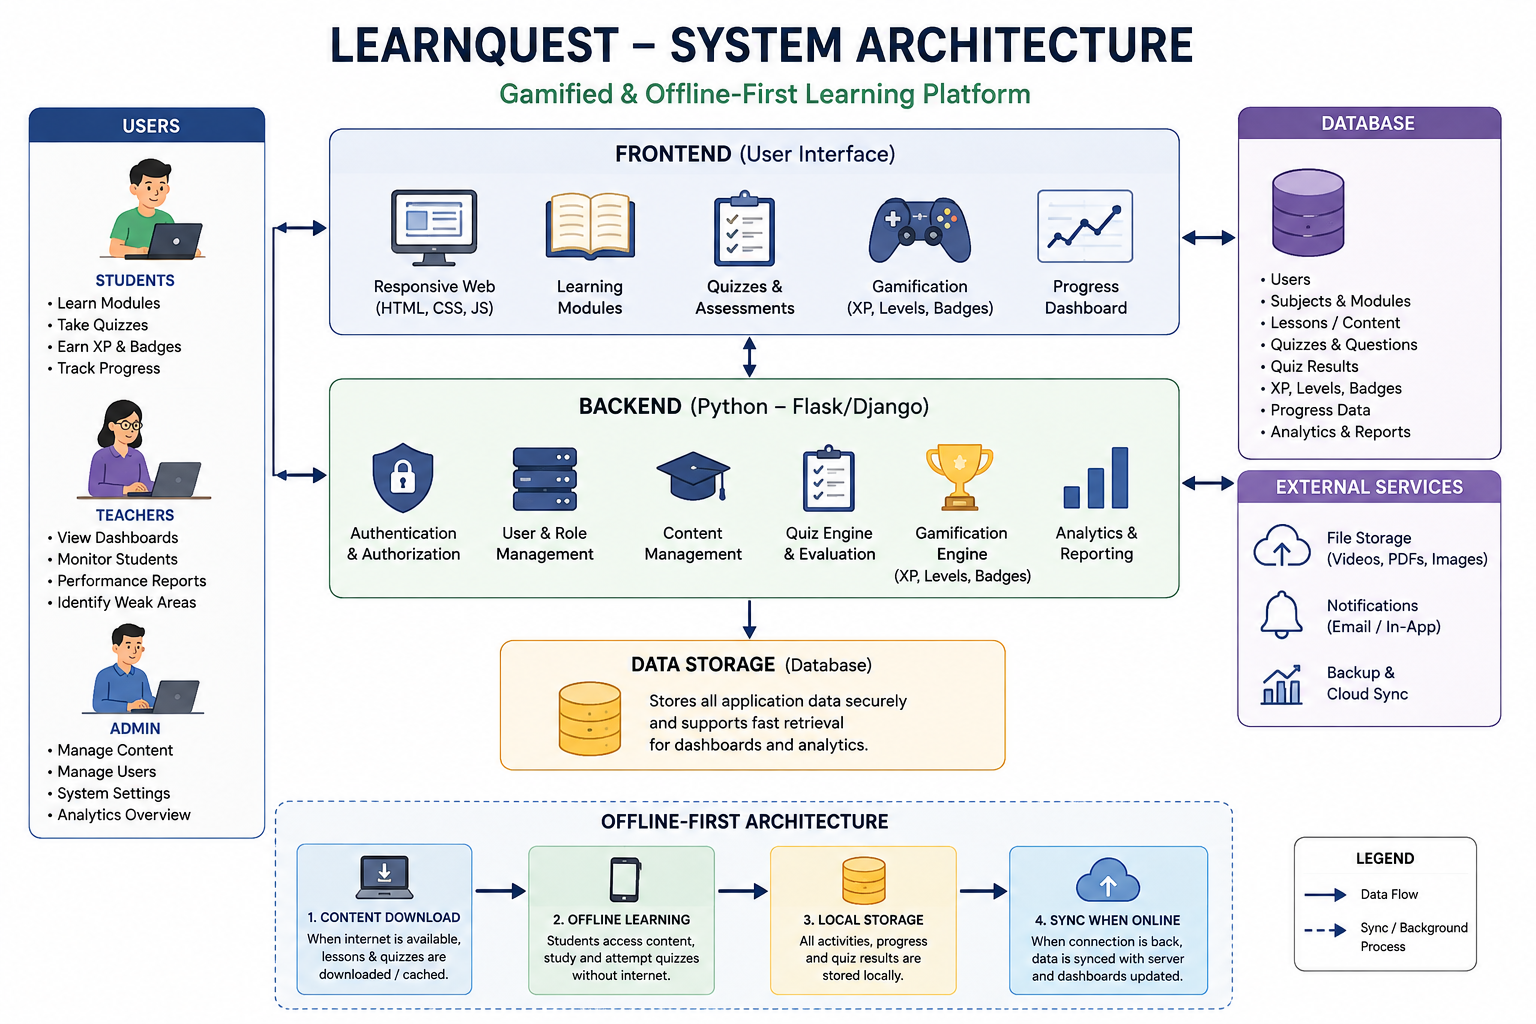 LEARNQUEST – SYSTEM ARCHITECTURE
Gamified & Offline-First Learning Platform
USERS
STUDENTS
• Learn Modules
• Take Quizzes
• Earn XP & Badges
• Track Progress
TEACHERS
• View Dashboards
• Monitor Students
• Performance Reports
• Identify Weak Areas
ADMIN
• Manage Content
• Manage Users
• System Settings
• Analytics Overview
FRONTEND (User Interface)
Responsive Web
(HTML, CSS, JS)
Learning
Modules
Quizzes &
Assessments
Gamification
(XP, Levels, Badges)
Progress
Dashboard
BACKEND (Python – Flask/Django)
Authentication
& Authorization
User & Role
Management
Content
Management
Quiz Engine
& Evaluation
Gamification
Engine
(XP, Levels, Badges)
Analytics &
Reporting
DATA STORAGE (Database)
Stores all application data securely
and supports fast retrieval
for dashboards and analytics.
DATABASE
• Users
• Subjects & Modules
• Lessons / Content
• Quizzes & Questions
• Quiz Results
• XP, Levels, Badges
• Progress Data
• Analytics & Reports
EXTERNAL SERVICES
File Storage
(Videos, PDFs, Images)
Notifications
(Email / In-App)
Backup &
Cloud Sync
OFFLINE-FIRST ARCHITECTURE
1. CONTENT DOWNLOAD
When internet is available,
lessons & quizzes are
downloaded / cached.
2. OFFLINE LEARNING
Students access content,
study and attempt quizzes
without internet.
3. LOCAL STORAGE
All activities, progress
and quiz results are
stored locally.
4. SYNC WHEN ONLINE
When connection is back,
data is synced with server
and dashboards updated.
LEGEND
Data Flow
Sync / Background
Process